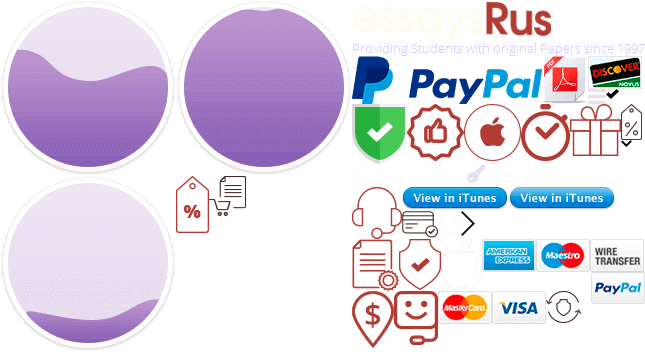 essaysRus
Providing Students with original Papers since 1997
PayPal
PDF
DISCOVER
NOVUS
%
%
View in iTunes
View in iTunes
AMERICAN
EXPRESS
Maestro
WIRE
TRANSFER
PayPal
$
MasterCard
VISA